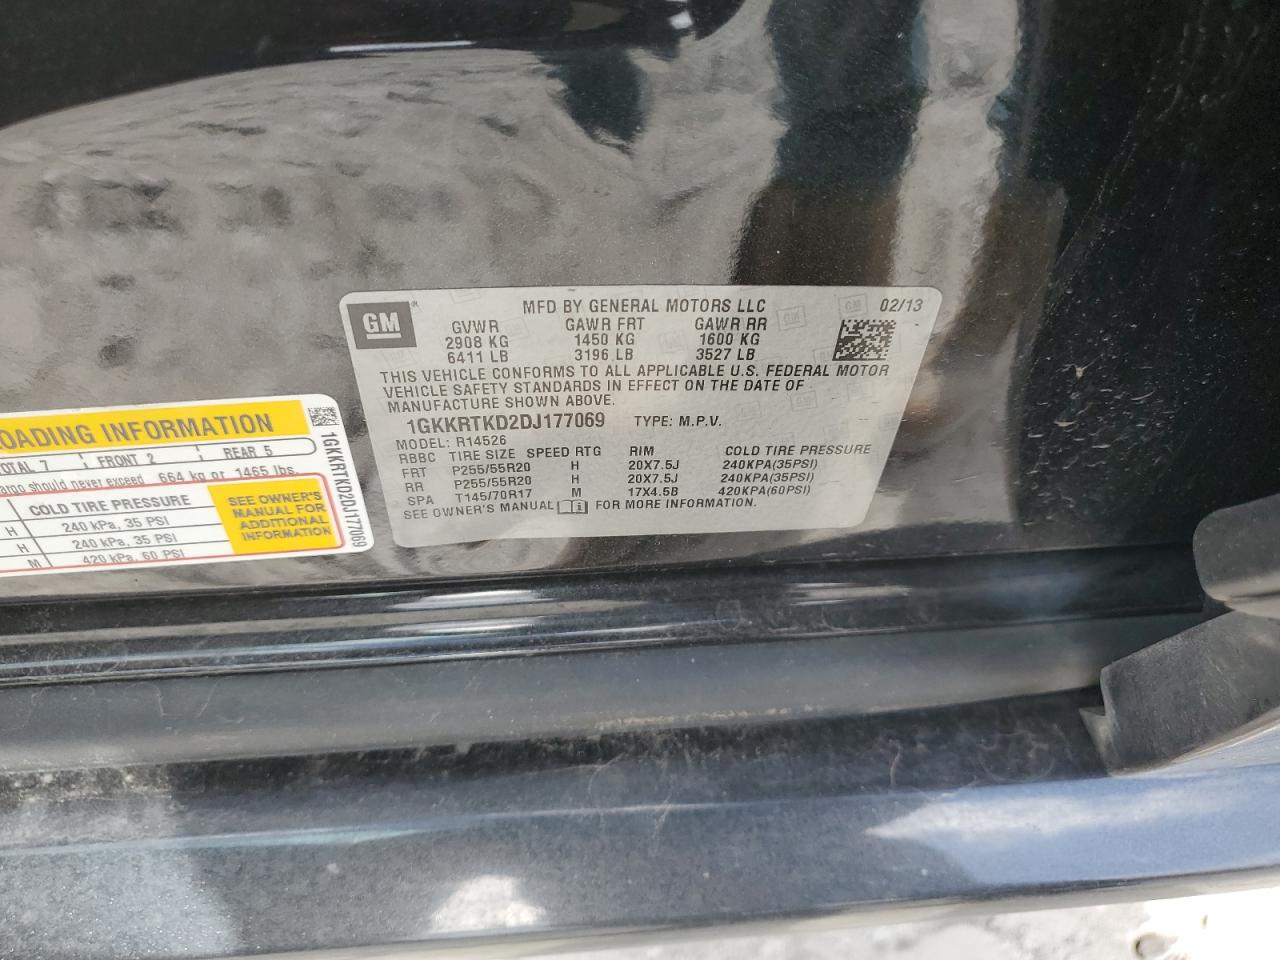 GM
MFD BY GENERAL MOTORS LLC 02/13
GVWR GAWR FRT GAWR RR
2908 KG 1450 KG 1600 KG
6411 LB 3196 LB 3527 LB
THIS VEHICLE CONFORMS TO ALL APPLICABLE U.S. FEDERAL MOTOR
VEHICLE SAFETY STANDARDS IN EFFECT ON THE DATE OF
MANUFACTURE SHOWN ABOVE.
1GKKRTKD2DJ177069 TYPE: M.P.V.
MODEL: R14526
RBBC TIRE SIZE SPEED RTG RIM COLD TIRE PRESSURE
FRT P255/55R20 H 20X7.5J 240KPA(35PSI)
RR P255/55R20 H 20X7.5J 240KPA(35PSI)
SPA T145/70R17 M 17X4.5B 420KPA(60PSI)
SEE OWNER'S MANUAL i FOR MORE INFORMATION.
OADING INFORMATION
OTAL 7 FRONT 2 REAR 5
should never exceed 664 kg or 1465 lbs.
COLD TIRE PRESSURE
H 240 kPa, 35 PSI
H 240 kPa, 35 PSI
M 420 kPa, 60 PSI
SEE OWNER'S
MANUAL FOR
ADDITIONAL
INFORMATION
1GKKRTKD2DJ177069